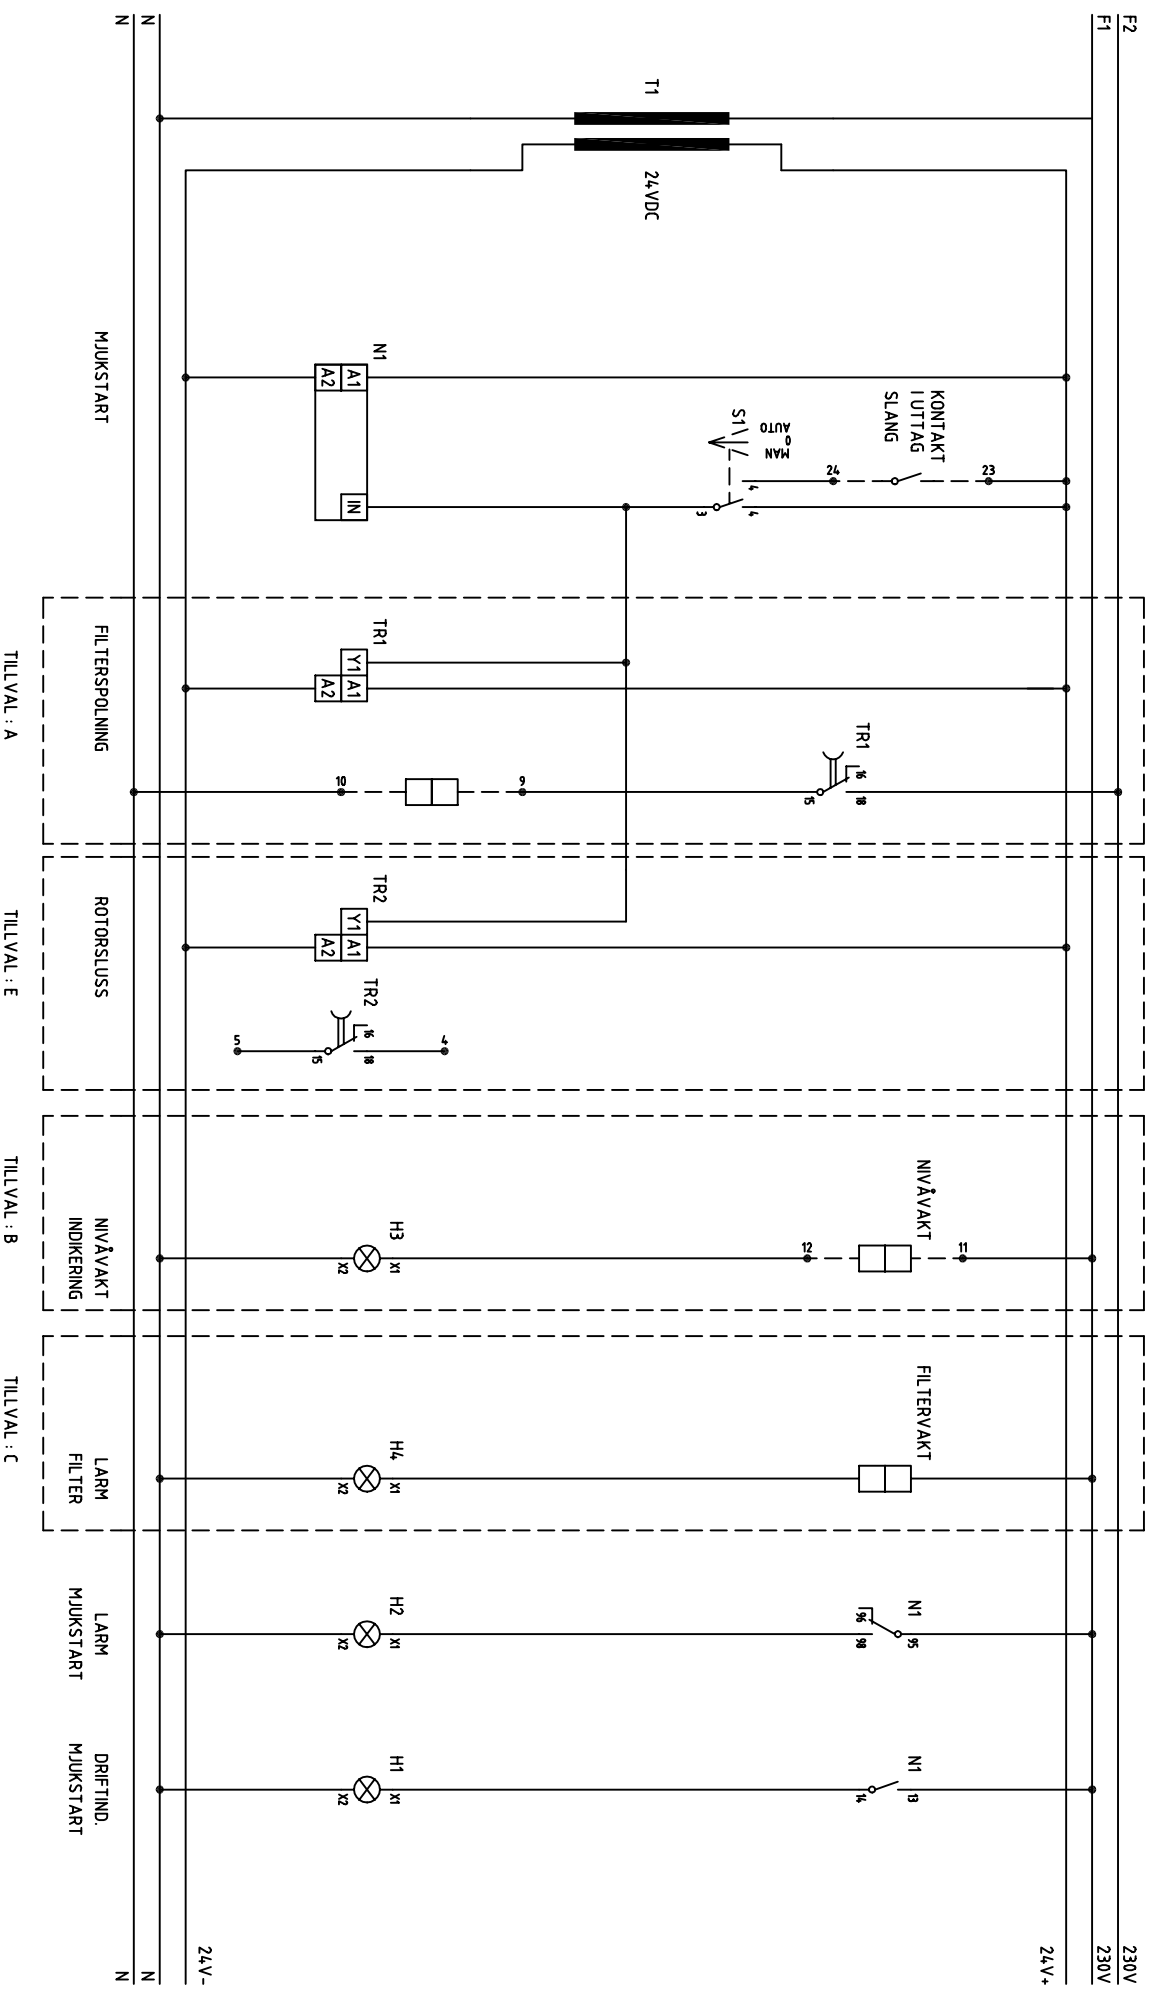 F2
F1
230V
230V
24V+
T1
24VDC
KONTAKT
I UTTAG
SLANG
23
24
S1
MAN
0
AUTO
4
4
3
N1
A1
A2
IN
MJUKSTART
TR1
Y1
A1
A2
TR1
16
18
15
9
10
FILTERSPOLNING
TILLVAL : A
TR2
Y1
A1
A2
TR2
16
18
15
4
5
ROTORSLUSS
TILLVAL : E
NIVÅVAKT
11
12
H3
X1
X2
NIVÅVAKT
INDIKERING
TILLVAL : B
FILTERVAKT
H4
X1
X2
LARM
FILTER
TILLVAL : C
N1
95
96
98
H2
X1
X2
LARM
MJUKSTART
N1
13
14
H1
X1
X2
DRIFTIND.
MJUKSTART
24V-
N
N
N
N